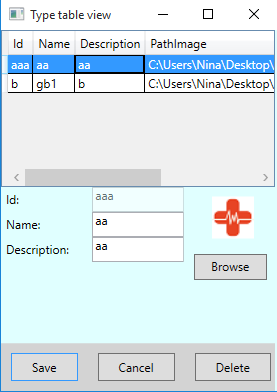 Type table view
Id Name Description PathImage
aaa aa aa C:\Users\Nina\Desktop\
b gb1 b C:\Users\Nina\Desktop\
Id: aaa
Name: aa
Description: aa
Browse
Save Cancel Delete